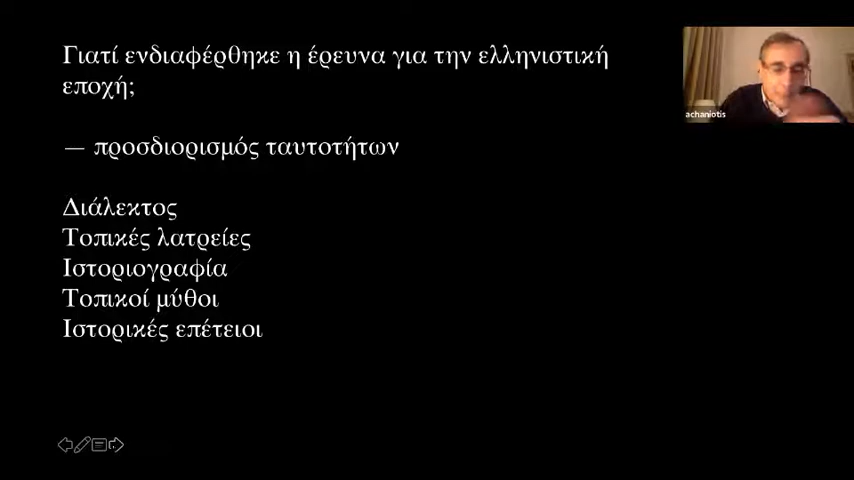 Γιατί ενδιαφέρθηκε η έρευνα για την ελληνιστική
εποχή;
— προσδιορισμός ταυτοτήτων
Διάλεκτος
Τοπικές λατρείες
Ιστοριογραφία
Τοπικοί μύθοι
Ιστορικές επέτειοι
achaniotis